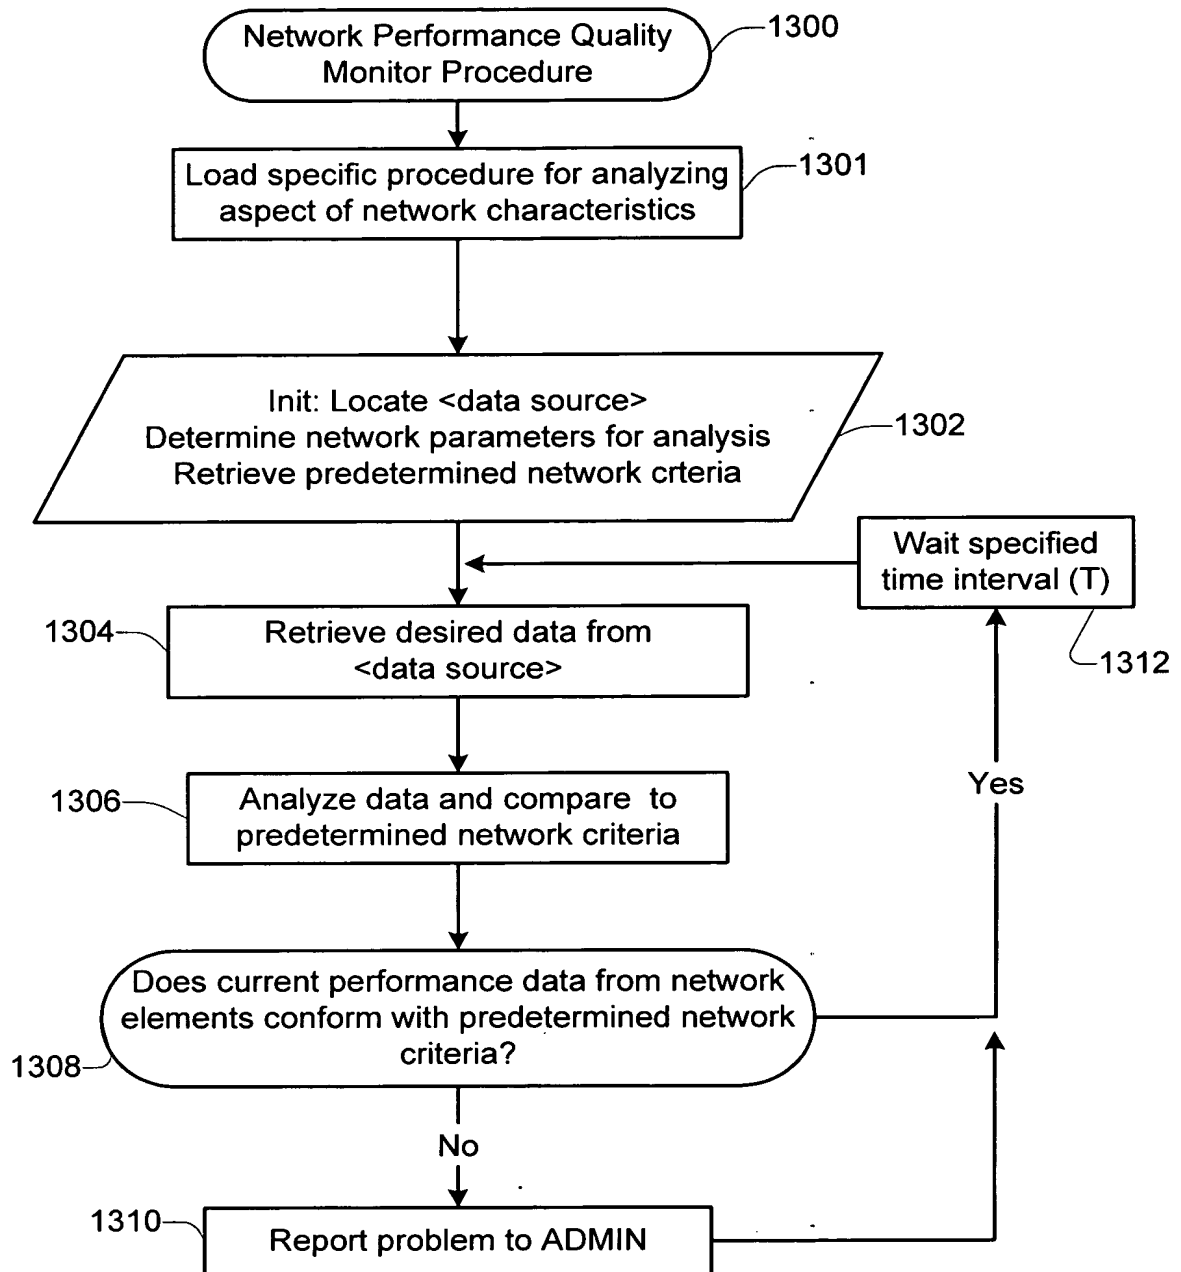 Network Performance Quality
Monitor Procedure
1300
Load specific procedure for analyzing
aspect of network characteristics
1301
Init: Locate <data source>
Determine network parameters for analysis
Retrieve predetermined network crteria
1302
Wait specified
time interval (T)
1312
1304
Retrieve desired data from
<data source>
1306
Analyze data and compare to
predetermined network criteria
Yes
Does current performance data from network
elements conform with predetermined network
criteria?
1308
No
1310
Report problem to ADMIN